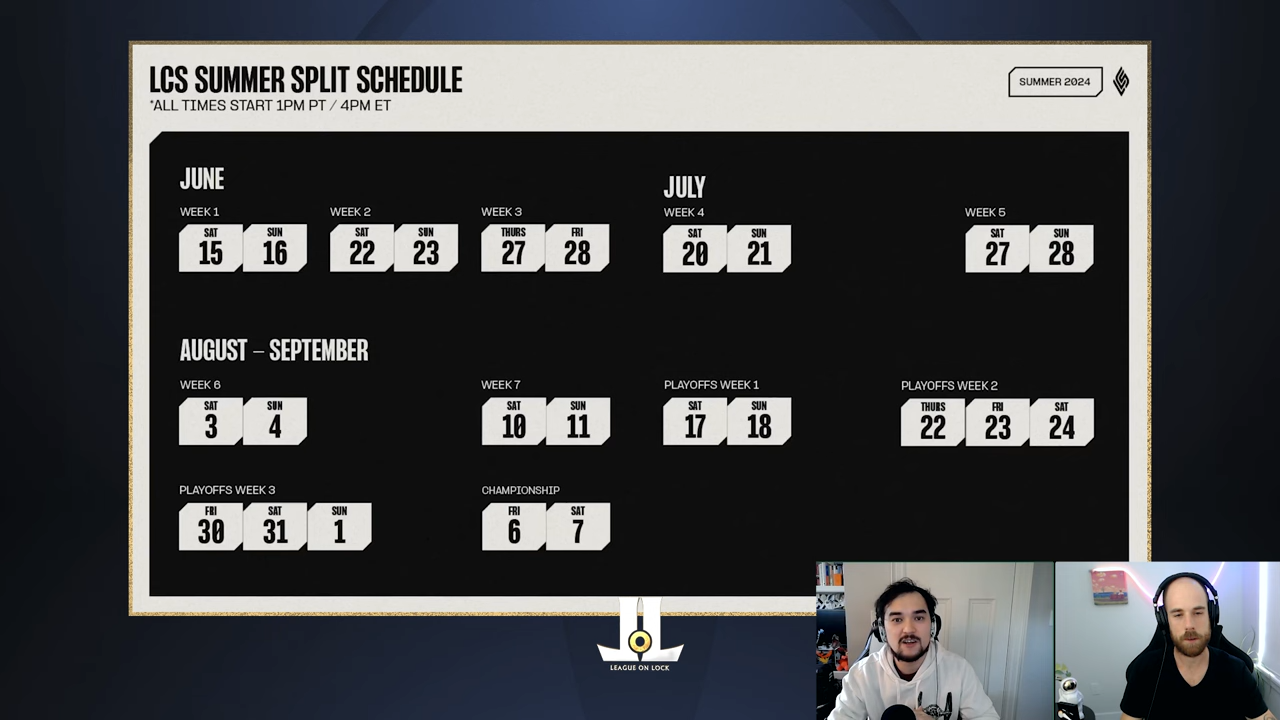 LCS SUMMER SPLIT SCHEDULE
*ALL TIMES START 1PM PT / 4PM ET
SUMMER 2024
JUNE
WEEK 1
SAT 15
SUN 16
WEEK 2
SAT 22
SUN 23
WEEK 3
THURS 27
FRI 28
JULY
WEEK 4
SAT 20
SUN 21
WEEK 5
SAT 27
SUN 28
AUGUST – SEPTEMBER
WEEK 6
SAT 3
SUN 4
WEEK 7
SAT 10
SUN 11
PLAYOFFS WEEK 1
SAT 17
SUN 18
PLAYOFFS WEEK 2
THURS 22
FRI 23
SAT 24
PLAYOFFS WEEK 3
FRI 30
SAT 31
SUN 1
CHAMPIONSHIP
FRI 6
SAT 7
LEAGUE ON LOCK